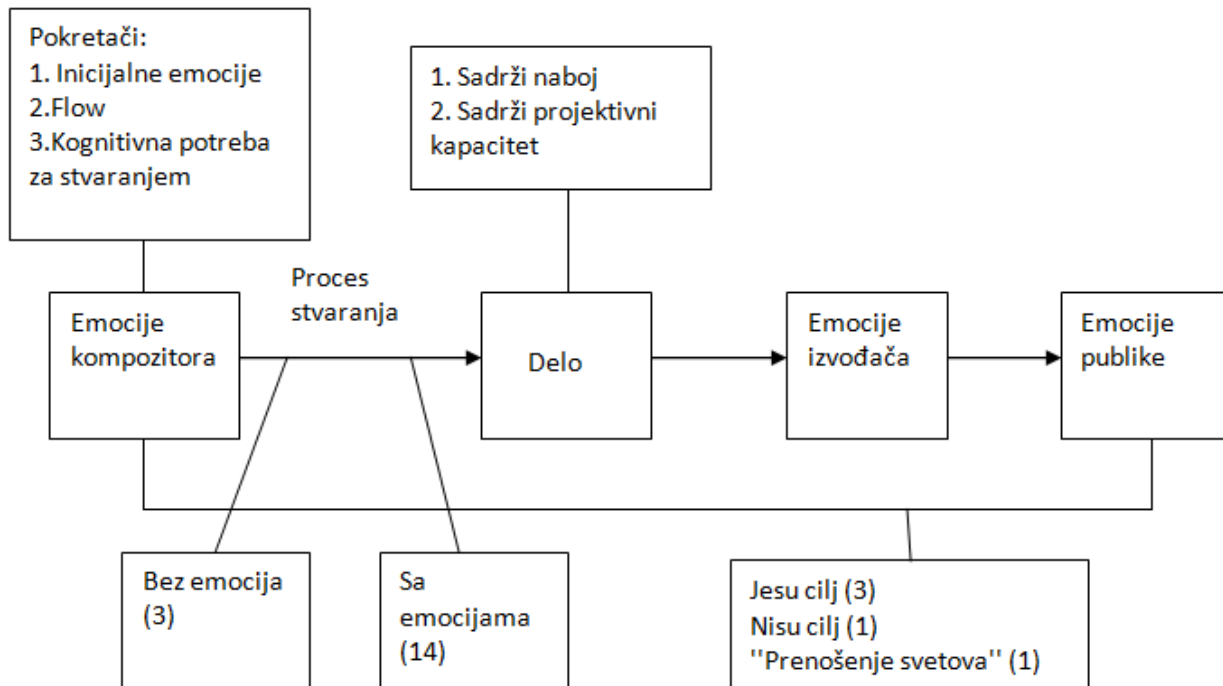 Pokretači:
1. Inicijalne emocije
2.Flow
3.Kognitivna potreba
za stvaranjem
1. Sadrži naboj
2. Sadrži projektivni
kapacitet
Proces
stvaranja
Emocije
kompozitora
Delo
Emocije
izvođača
Emocije
publike
Bez emocija
(3)
Sa
emocijama
(14)
Jesu cilj (3)
Nisu cilj (1)
''Prenošenje svetova'' (1)